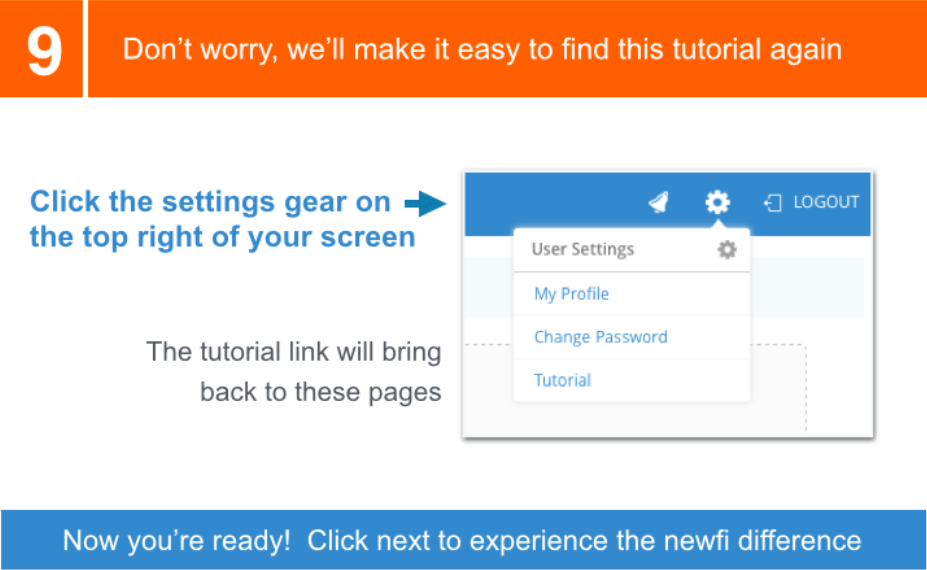 9
Don't worry, we'll make it easy to find this tutorial again
Click the settings gear on
the top right of your screen
LOGOUT
User Settings
My Profile
Change Password
Tutorial
The tutorial link will bring
back to these pages
Now you're ready!  Click next to experience the newfi difference